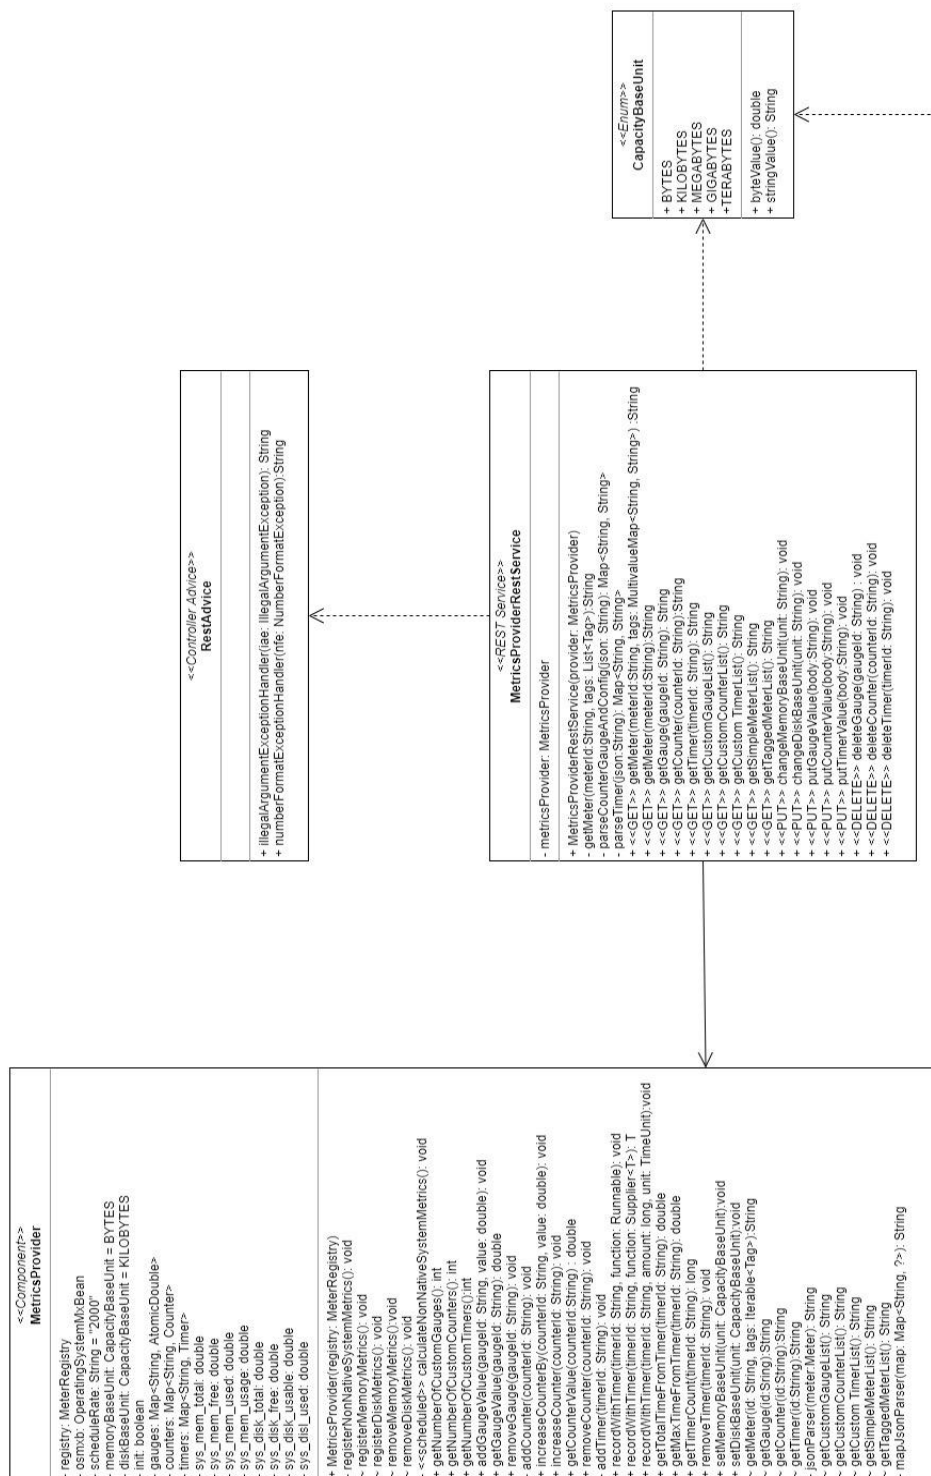 <<Component>>
MetricsProvider
- registry: MeterRegistry
- osmxb: OperatingSystemMxBean
- scheduleRate: String = "2000"
- memoryBaseUnit: CapacityBaseUnit = BYTES
- diskBaseUnit: CapacityBaseUnit = KILOBYTES
- init: boolean
- gauges: Map<String, AtomicDouble>
- counters: Map<String, Counter>
- timers: Map<String, Timer>
- sys_mem_total: double
- sys_mem_free: double
- sys_mem_used: double
- sys_mem_usage: double
- sys_disk_total: double
- sys_disk_free: double
- sys_disk_usable: double
- sys_disl_used: double
+ MetricsProvider(registry: MeterRegistry)
- registerNonNativeSystemMetrics(): void
~ registerMemoryMetrics(): void
~ registerDiskMetrics(): void
~ removeMemoryMetrics():void
~ removeDiskMetrics(): void
- <<scheduled>> calculateNonNativeSystemMetrics(): void
+ getNumberOfCustomGauges(): int
+ getNumberOfCustomCounters(): int
+ getNumberOfCustomTimers():int
+ addGaugeValue(gaugeId: String, value: double): void
+ getGaugeValue(gaugeId: String): double
+ removeGauge(gaugeId: String): void
- addCounter(counterId: String): void
+ increaseCounterBy(counterId: String, value: double): void
+ increaseCounter(counterId: String): void
+ getCounterValue(counterId:String) : double
+ removeCounter(counterId: String): void
- addTimer(timerId: String): void
+ recordWithTimer(timerId: String, function: Runnable): void
+ recordWithTimer(timerId: String, function: Supplier<T>): T
+ recordWithTimer(timerId: String, amount: long, unit: TimeUnit):void
+ getTotalTimeFromTimer(timerId: String): double
+ getMax TimeFromTimer(timerId: String): double
+ getTimerCount(timerId: String): long
+ removeTimer(timerId: String): void
+ setMemoryBaseUnit(unit: CapacityBaseUnit):void
+ setDiskBaseUnit(unit: CapacityBaseUnit):void
~ getMeter(id: String, tags: Iterable<Tag>):String
~ getGauge(id:String):String
~ getCounter(id:String):String
~ getTimer(id:String):String
- jsonParser(meter:Meter): String
~ getCustomGaugeList(): String
~ getCustomCounterList(): String
~ getCustom TimerList(): String
~ getSimpleMeterList(): String
~ getTaggedMeterList(): String
- mapJsonParser(map: Map<String, ?>): String
<<Controller Advice>>
RestAdvice
+ illegalArgumentExceptionHandler(iae: IllegalArgumentException): String
+ numberFormatExceptionHandler(nfe: NumberFormatException):String
<<REST Service>>
MetricsProviderRestService
- metricsProvider: MetricsProvider
+ MetricsProviderRestService(provider: MetricsProvider)
- getMeter(meterId:String, tags: List<Tag>):String
- parseCounterGaugeAndConfig(json: String): Map<String, String>
- parseTimer(json:String): Map<String, String>
+ <<GET>> getMeter(meterId:String, tags: MultivalueMap<String, String>) :String
+ <<GET>> getMeter(meterId:String):String
+ <<GET>> getGauge(gaugeId: String): String
+ <<GET>> getCounter(counterId: String):String
+ <<GET>> getTimer(timerId: String): String
+ <<GET>> getCustomGaugeList(): String
+ <<GET>> getCustomCounterList(): String
+ <<GET>> getCustom TimerList(): String
+ <<GET>> getSimpleMeterList(): String
+ <<GET>> getTaggedMeterList(): String
+ <<PUT>> changeMemoryBaseUnit(unit: String): void
+ <<PUT>> changeDiskBaseUnit(unit: String): void
+ <<PUT>> putGaugeValue(body:String): void
+ <<PUT>> putCounterValue(body:String): void
+ <<PUT>> putTimerValue(body:String): void
+ <<DELETE>> deleteGauge(gaugeId: String) : void
+ <<DELETE>> deleteCounter(counterId: String): void
+ <<DELETE>> deleteTimer(timerId: String): void
<<Enum>>
CapacityBaseUnit
+ BYTES
+ KILOBYTES
+ MEGABYTES
+ GIGABYTES
+TERABYTES
+ byteValue(): double
+ stringValue(): String